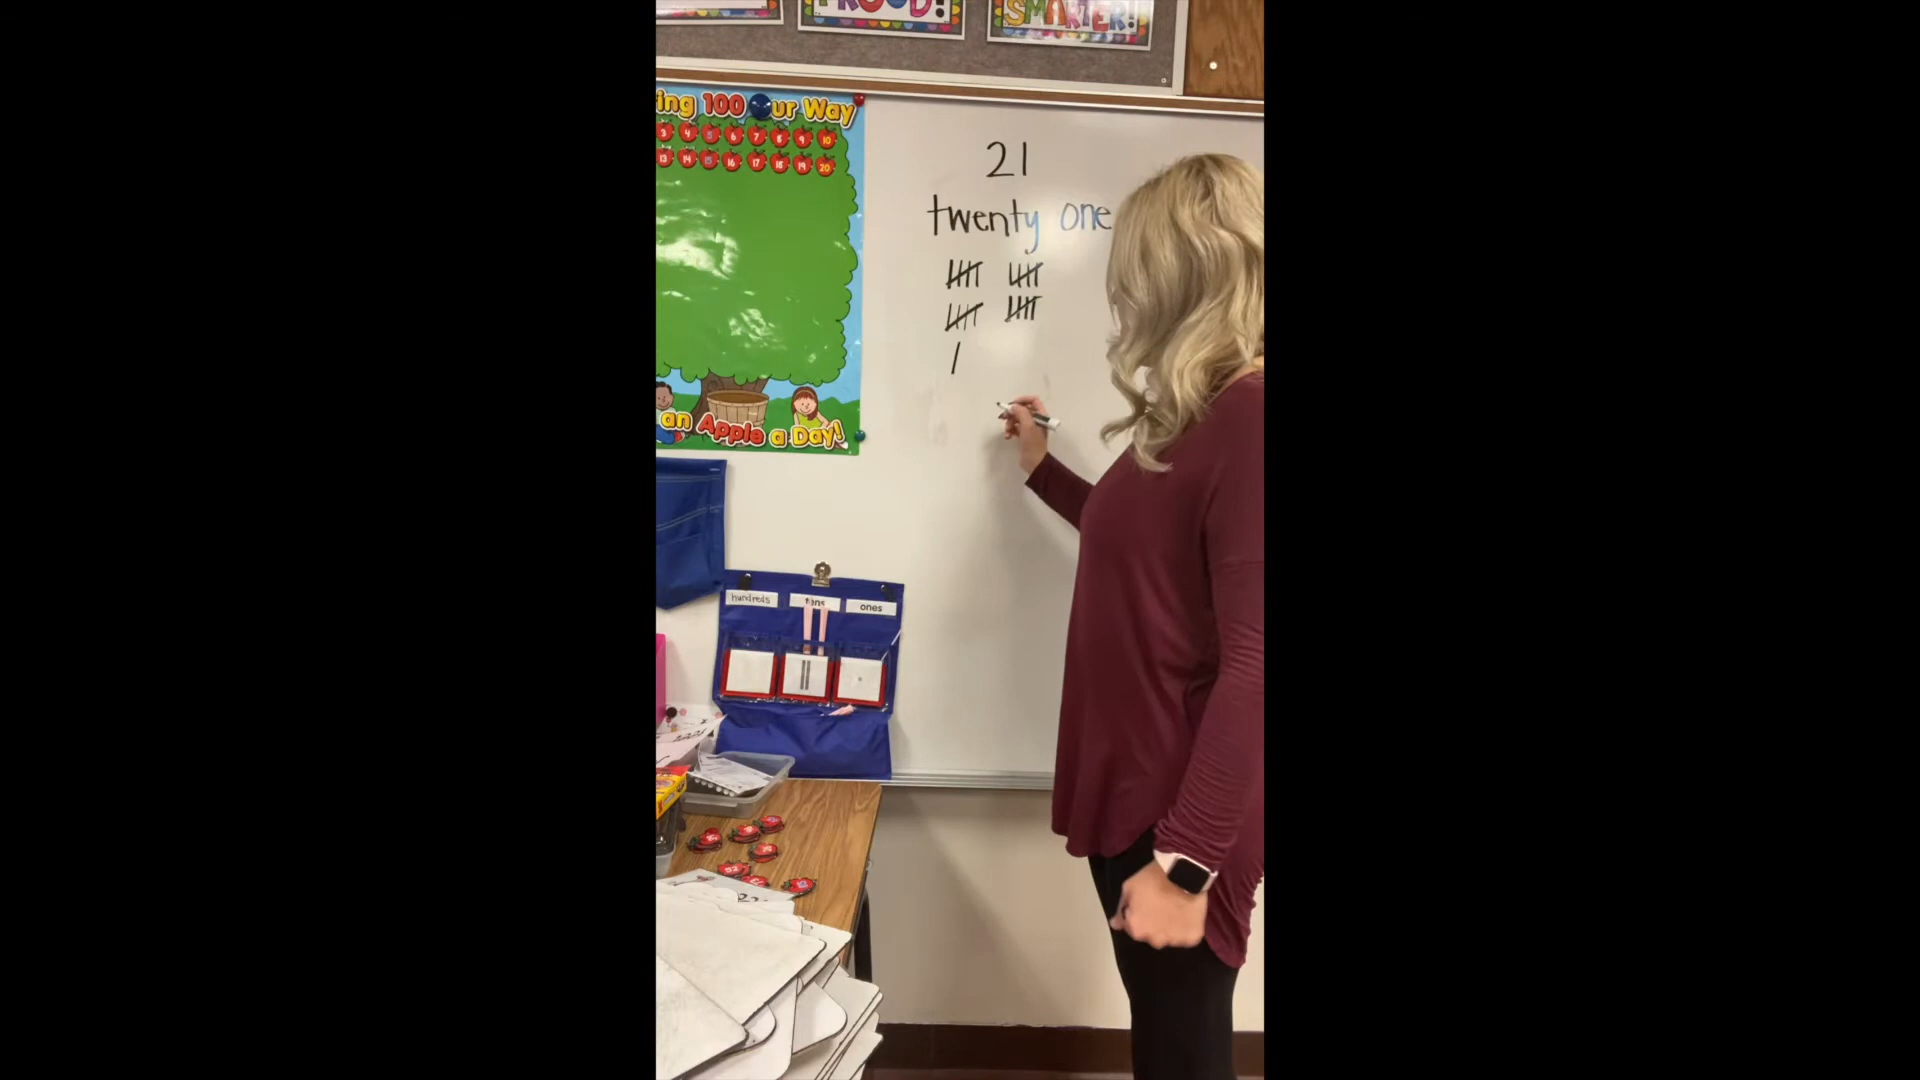 PROUD! SMARTER!
ing 100 Our Way
3 4 5 6 7 8 9 10
13 14 15 16 17 18 19 20
an Apple a Day!
21
twenty one
hundreds tens ones